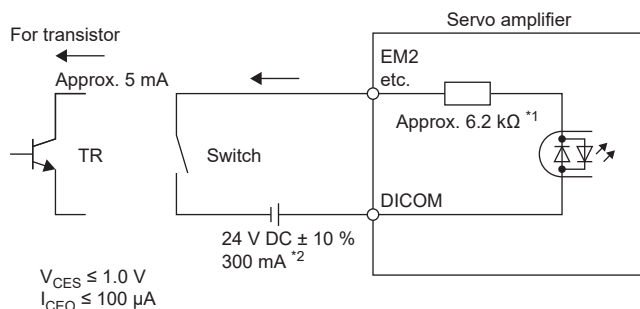 Servo amplifier
For transistor
Approx. 5 mA
EM2
etc.
Approx. 6.2 kΩ *1
TR
Switch
DICOM
24 V DC ± 10 %
300 mA *2
VCES ≤ 1.0 V
ICEO ≤ 100 μA